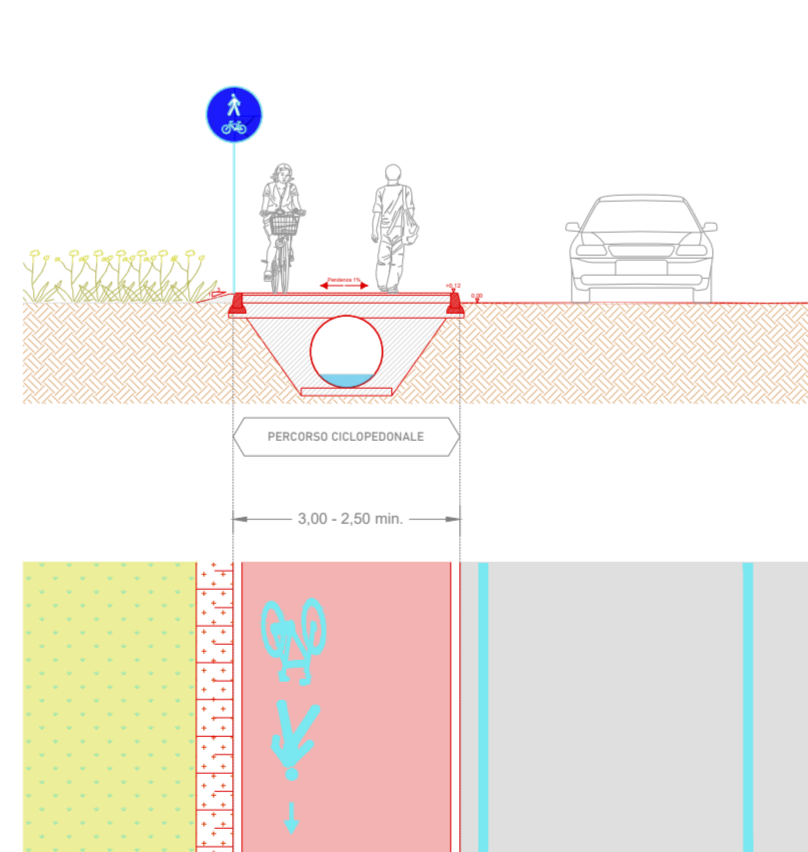 Pendenza 1%
+0,12
0,00
PERCORSO CICLOPEDONALE
3,00 - 2,50 min.